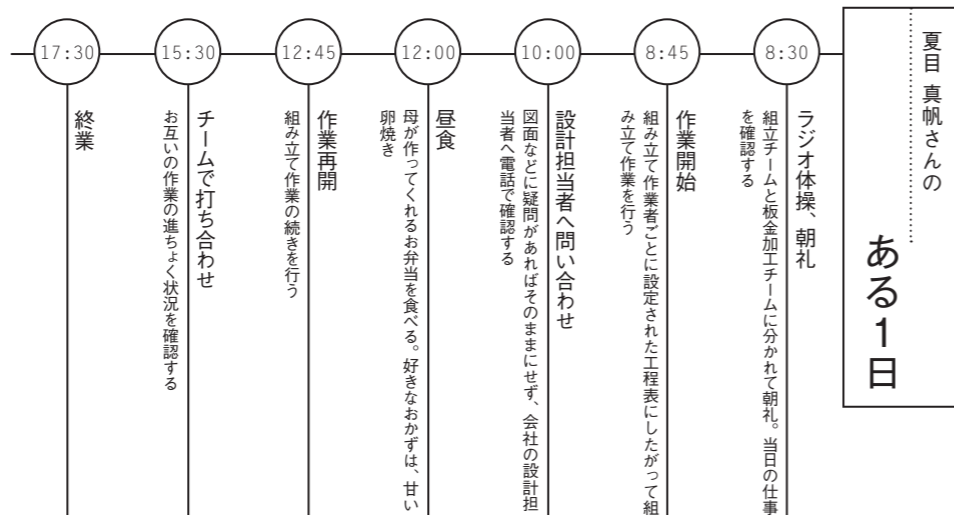 夏目 真帆さんの
ある1日
8:30
ラジオ体操、朝礼
組立チームと板金加工チームに分かれて朝礼。当日の仕事
を確認する
8:45
作業開始
組み立て作業者ごとに設定された工程表にしたがって組
み立て作業を行う
10:00
設計担当者へ問い合わせ
図面などに疑問があればそのままにせず、会社の設計担
当者へ電話で確認する
12:00
昼食
母が作ってくれるお弁当を食べる。好きなおかずは、甘い
卵焼き
12:45
作業再開
組み立て作業の続きを行う
15:30
チームで打ち合わせ
お互いの作業の進ちょく状況を確認する
17:30
終業